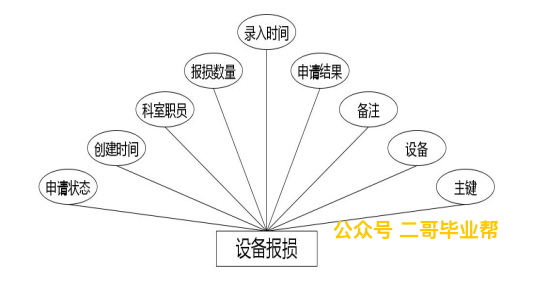 录入时间
报损数量
申请结果
科室职员
备注
创建时间
设备
申请状态
主键
公众号 二哥毕业帮
设备报损